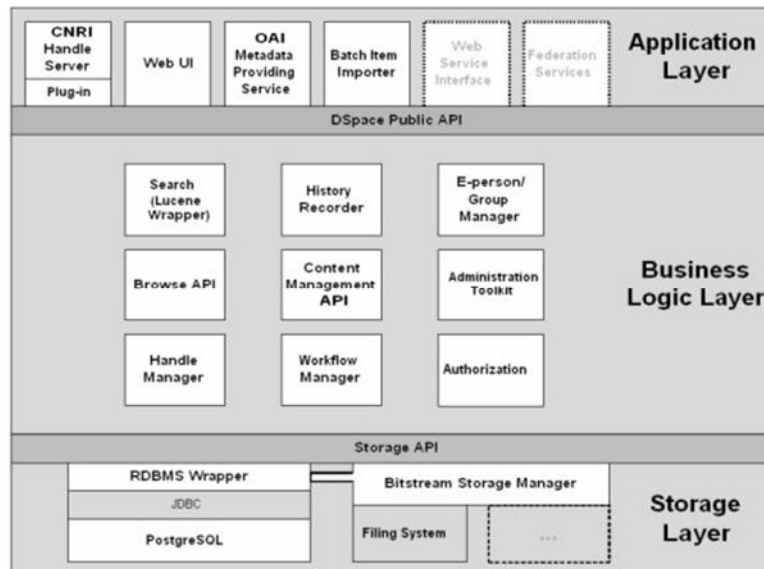 CNRI
Handle
Server
Plug-in
Web UI
OAI
Metadata
Providing
Service
Batch Item
Importer
Web
Service
Interface
Federation
Services
Application
Layer
DSpace Public API
Search
(Lucene
Wrapper)
History
Recorder
E-person/
Group
Manager
Browse API
Content
Management
API
Administration
Toolkit
Business
Logic Layer
Handle
Manager
Workflow
Manager
Authorization
Storage API
RDBMS Wrapper
JDBC
PostgreSQL
Bitstream Storage Manager
Filing System
...
Storage
Layer